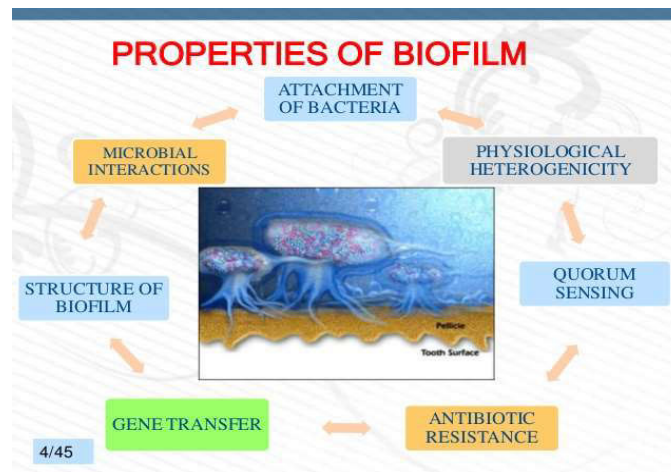 PROPERTIES OF BIOFILM
ATTACHMENT
OF BACTERIA
MICROBIAL
INTERACTIONS
PHYSIOLOGICAL
HETEROGENICITY
STRUCTURE OF
BIOFILM
QUORUM
SENSING
Pellicle
Tooth Surface
GENE TRANSFER
ANTIBIOTIC
RESISTANCE
4/45